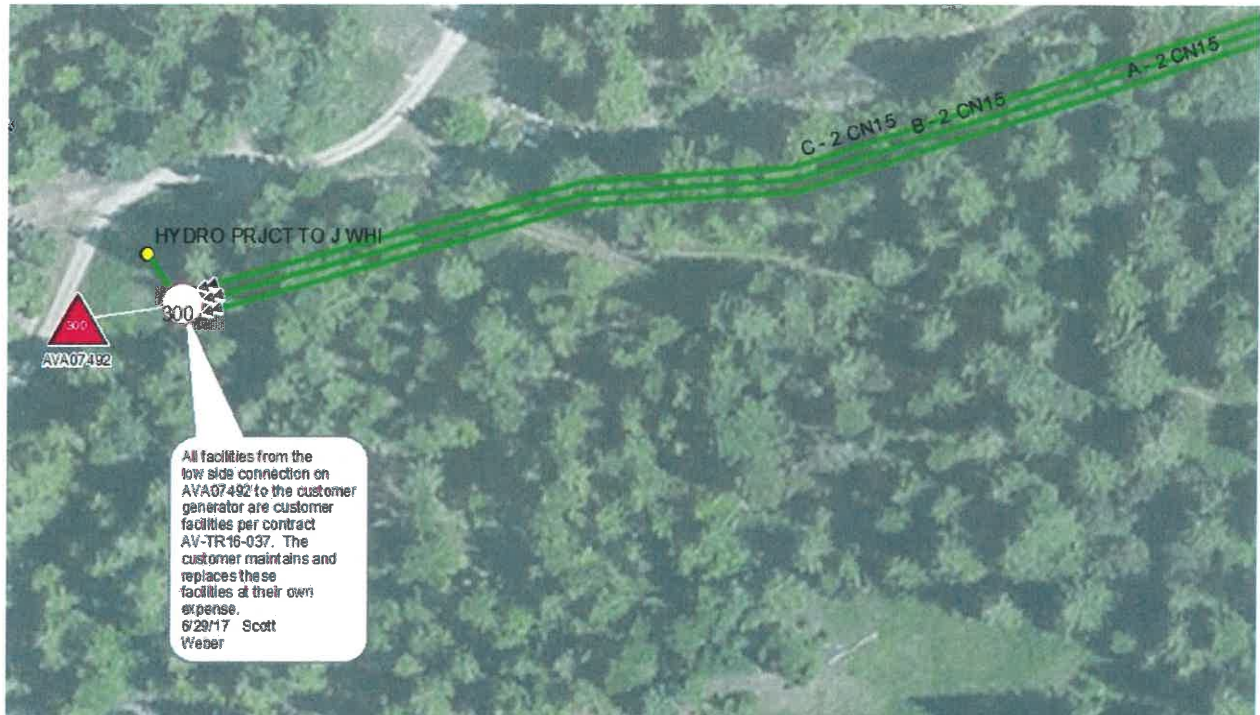 A - 2 CN15
B - 2 CN15
C - 2 CN15
HYDRO PRJCT TO J WHI
300
300
AVA07492
All facilities from the
low side connection on
AVA07492 to the customer
generator are customer
facilities per contract
AV-TR16-037. The
customer maintains and
replaces these
facilities at their own
expense.
6/29/17 Scott
Weber